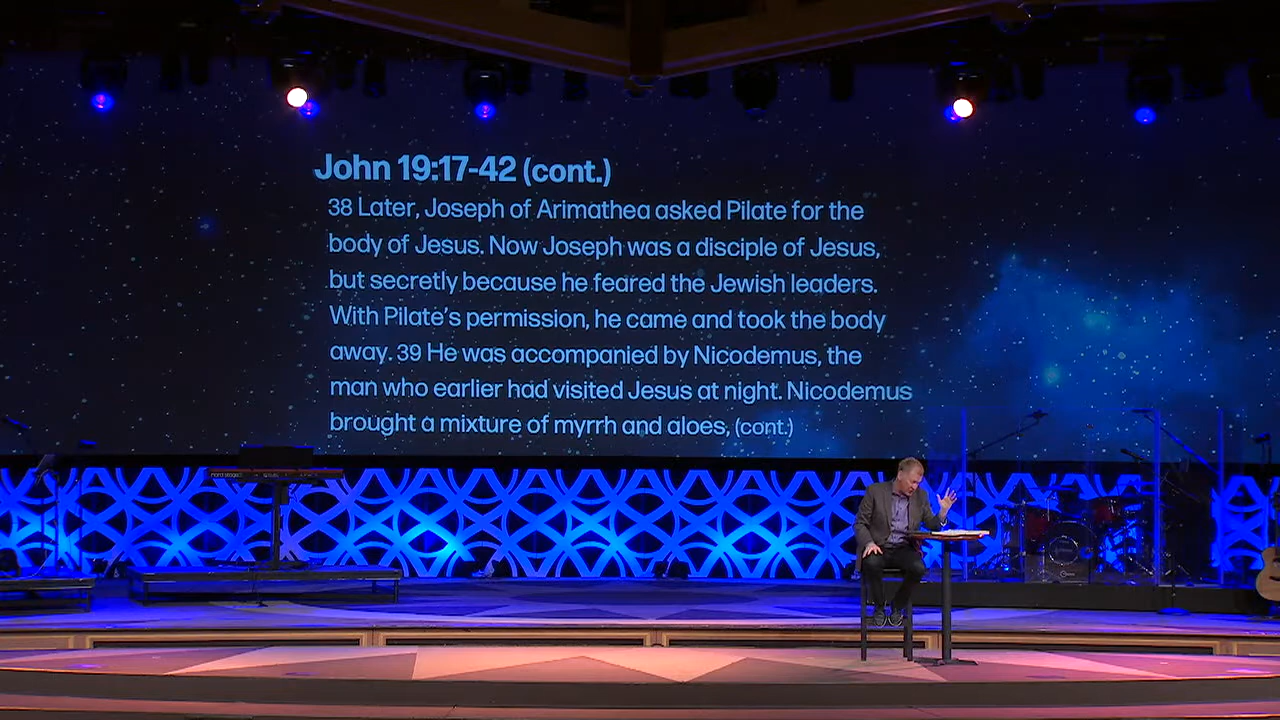 John 19:17-42 (cont.)
38 Later, Joseph of Arimathea asked Pilate for the
body of Jesus. Now Joseph was a disciple of Jesus,
but secretly because he feared the Jewish leaders.
With Pilate's permission, he came and took the body
away. 39 He was accompanied by Nicodemus, the
man who earlier had visited Jesus at night. Nicodemus
brought a mixture of myrrh and aloes, (cont.)
nord stage